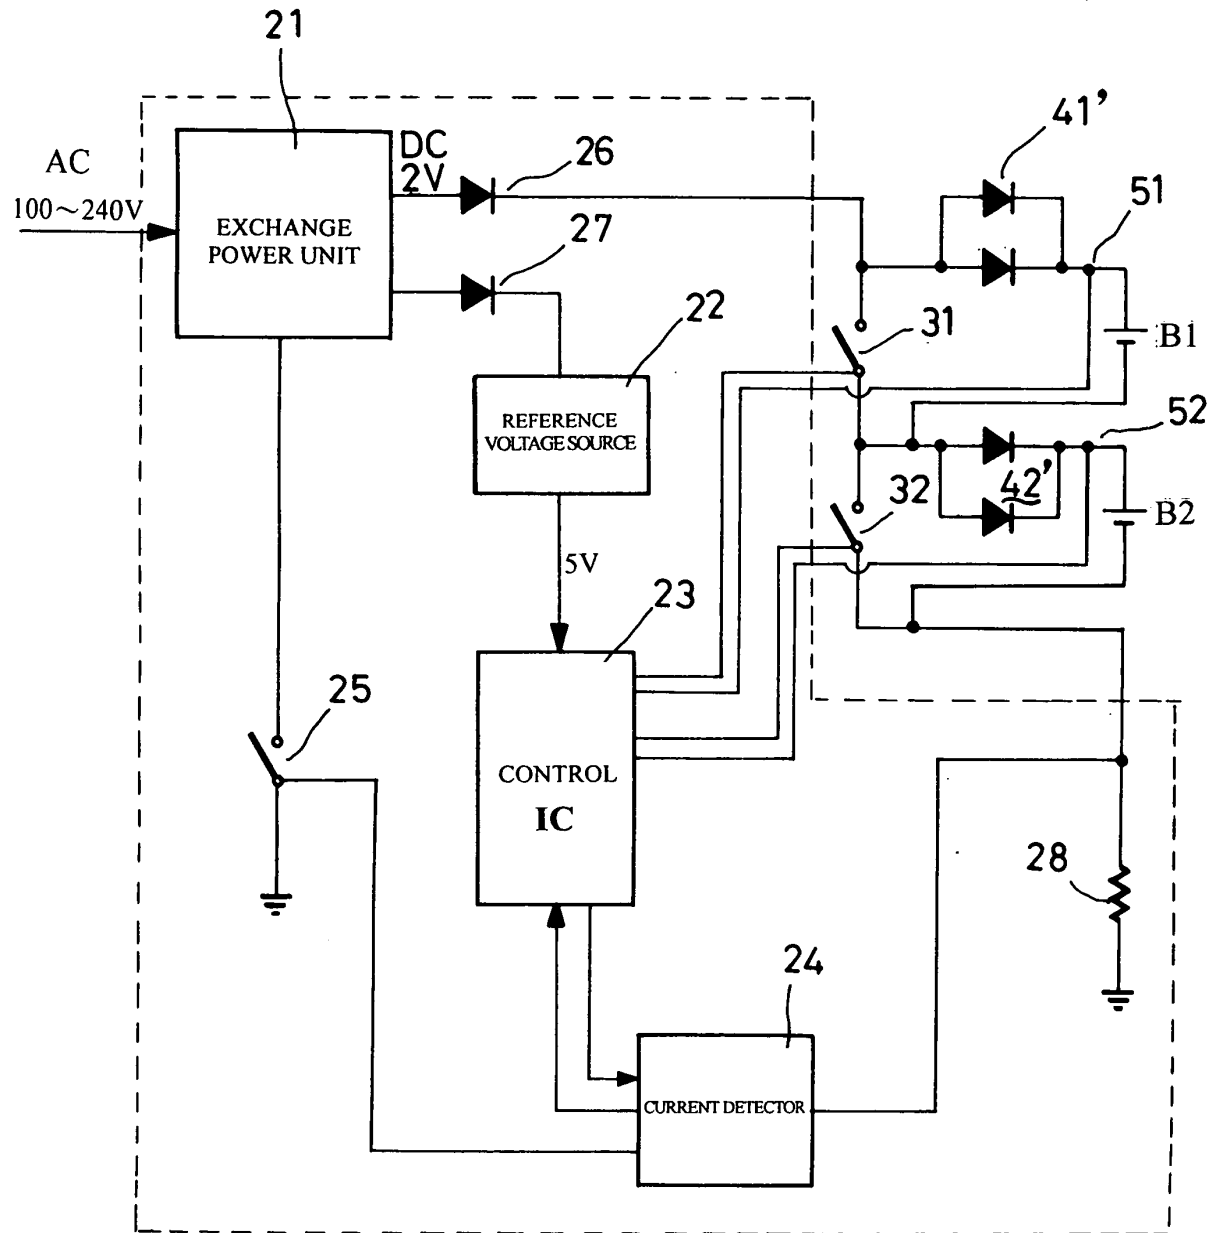 21
41'
AC
100~240V
DC
2V
26
EXCHANGE
POWER UNIT
27
51
22
31
B1
REFERENCE
VOLTAGE SOURCE
52
42'
32
B2
5V
23
25
CONTROL
IC
28
24
CURRENT DETECTOR